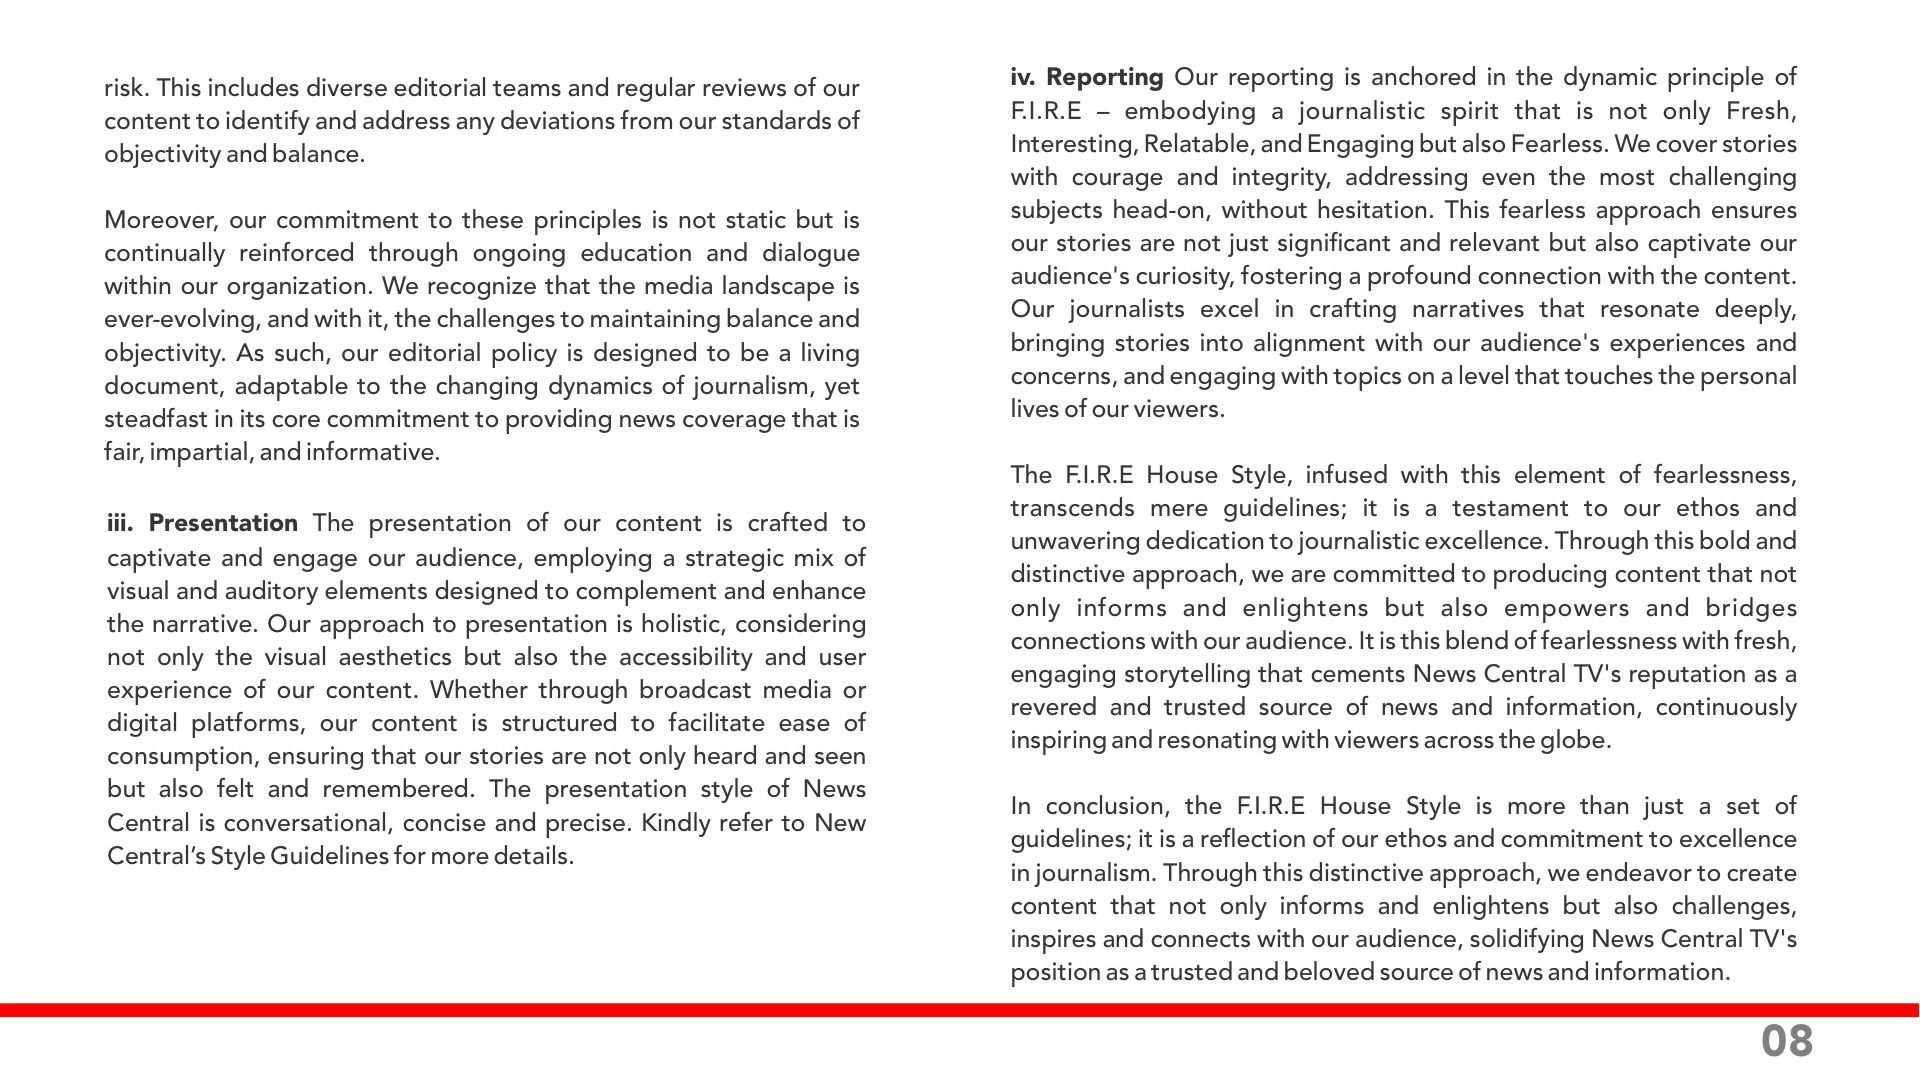 risk. This includes diverse editorial teams and regular reviews of our
content to identify and address any deviations from our standards of
objectivity and balance.
Moreover, our commitment to these principles is not static but is
continually reinforced through ongoing education and dialogue
within our organization. We recognize that the media landscape is
ever-evolving, and with it, the challenges to maintaining balance and
objectivity. As such, our editorial policy is designed to be a living
document, adaptable to the changing dynamics of journalism, yet
steadfast in its core commitment to providing news coverage that is
fair, impartial, and informative.
iii. Presentation The presentation of our content is crafted to
captivate and engage our audience, employing a strategic mix of
visual and auditory elements designed to complement and enhance
the narrative. Our approach to presentation is holistic, considering
not only the visual aesthetics but also the accessibility and user
experience of our content. Whether through broadcast media or
digital platforms, our content is structured to facilitate ease of
consumption, ensuring that our stories are not only heard and seen
but also felt and remembered. The presentation style of News
Central is conversational, concise and precise. Kindly refer to New
Central’s Style Guidelines for more details.
iv. Reporting Our reporting is anchored in the dynamic principle of
F.I.R.E – embodying a journalistic spirit that is not only Fresh,
Interesting, Relatable, and Engaging but also Fearless. We cover stories
with courage and integrity, addressing even the most challenging
subjects head-on, without hesitation. This fearless approach ensures
our stories are not just significant and relevant but also captivate our
audience's curiosity, fostering a profound connection with the content.
Our journalists excel in crafting narratives that resonate deeply,
bringing stories into alignment with our audience's experiences and
concerns, and engaging with topics on a level that touches the personal
lives of our viewers.
The F.I.R.E House Style, infused with this element of fearlessness,
transcends mere guidelines; it is a testament to our ethos and
unwavering dedication to journalistic excellence. Through this bold and
distinctive approach, we are committed to producing content that not
only informs and enlightens but also empowers and bridges
connections with our audience. It is this blend of fearlessness with fresh,
engaging storytelling that cements News Central TV's reputation as a
revered and trusted source of news and information, continuously
inspiring and resonating with viewers across the globe.
In conclusion, the F.I.R.E House Style is more than just a set of
guidelines; it is a reflection of our ethos and commitment to excellence
in journalism. Through this distinctive approach, we endeavor to create
content that not only informs and enlightens but also challenges,
inspires and connects with our audience, solidifying News Central TV's
position as a trusted and beloved source of news and information.
08